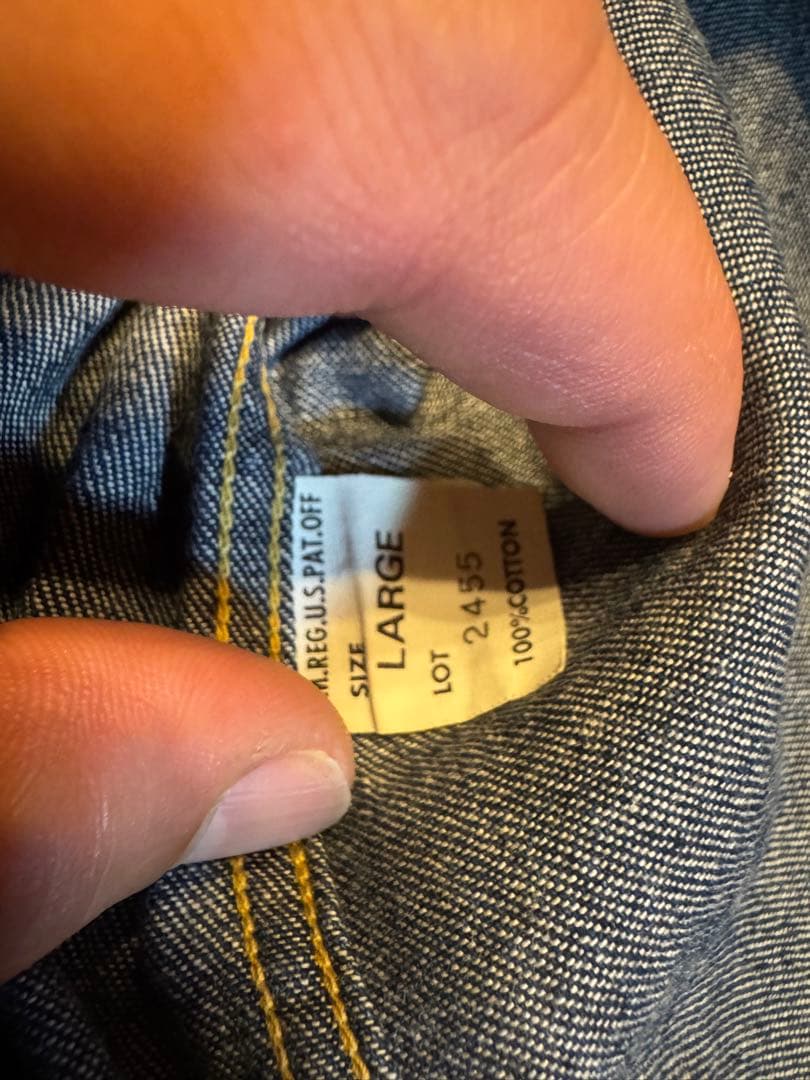 M.REG.U.S.PAT.OFF
SIZE
LARGE
LOT
2455
100%COTTON